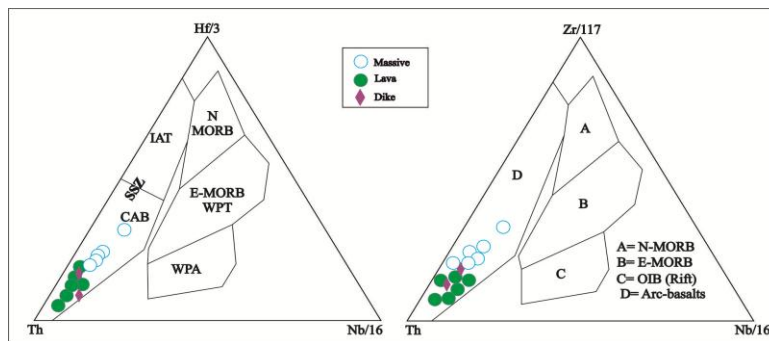 Hf/3
Zr/117
Massive
Lava
Dike
N
MORB
IAT
A
SSZ
E-MORB
WPT
D
CAB
B
WPA
C
A= N-MORB
B= E-MORB
C= OIB (Rift)
D= Arc-basalts
Th
Nb/16
Th
Nb/16